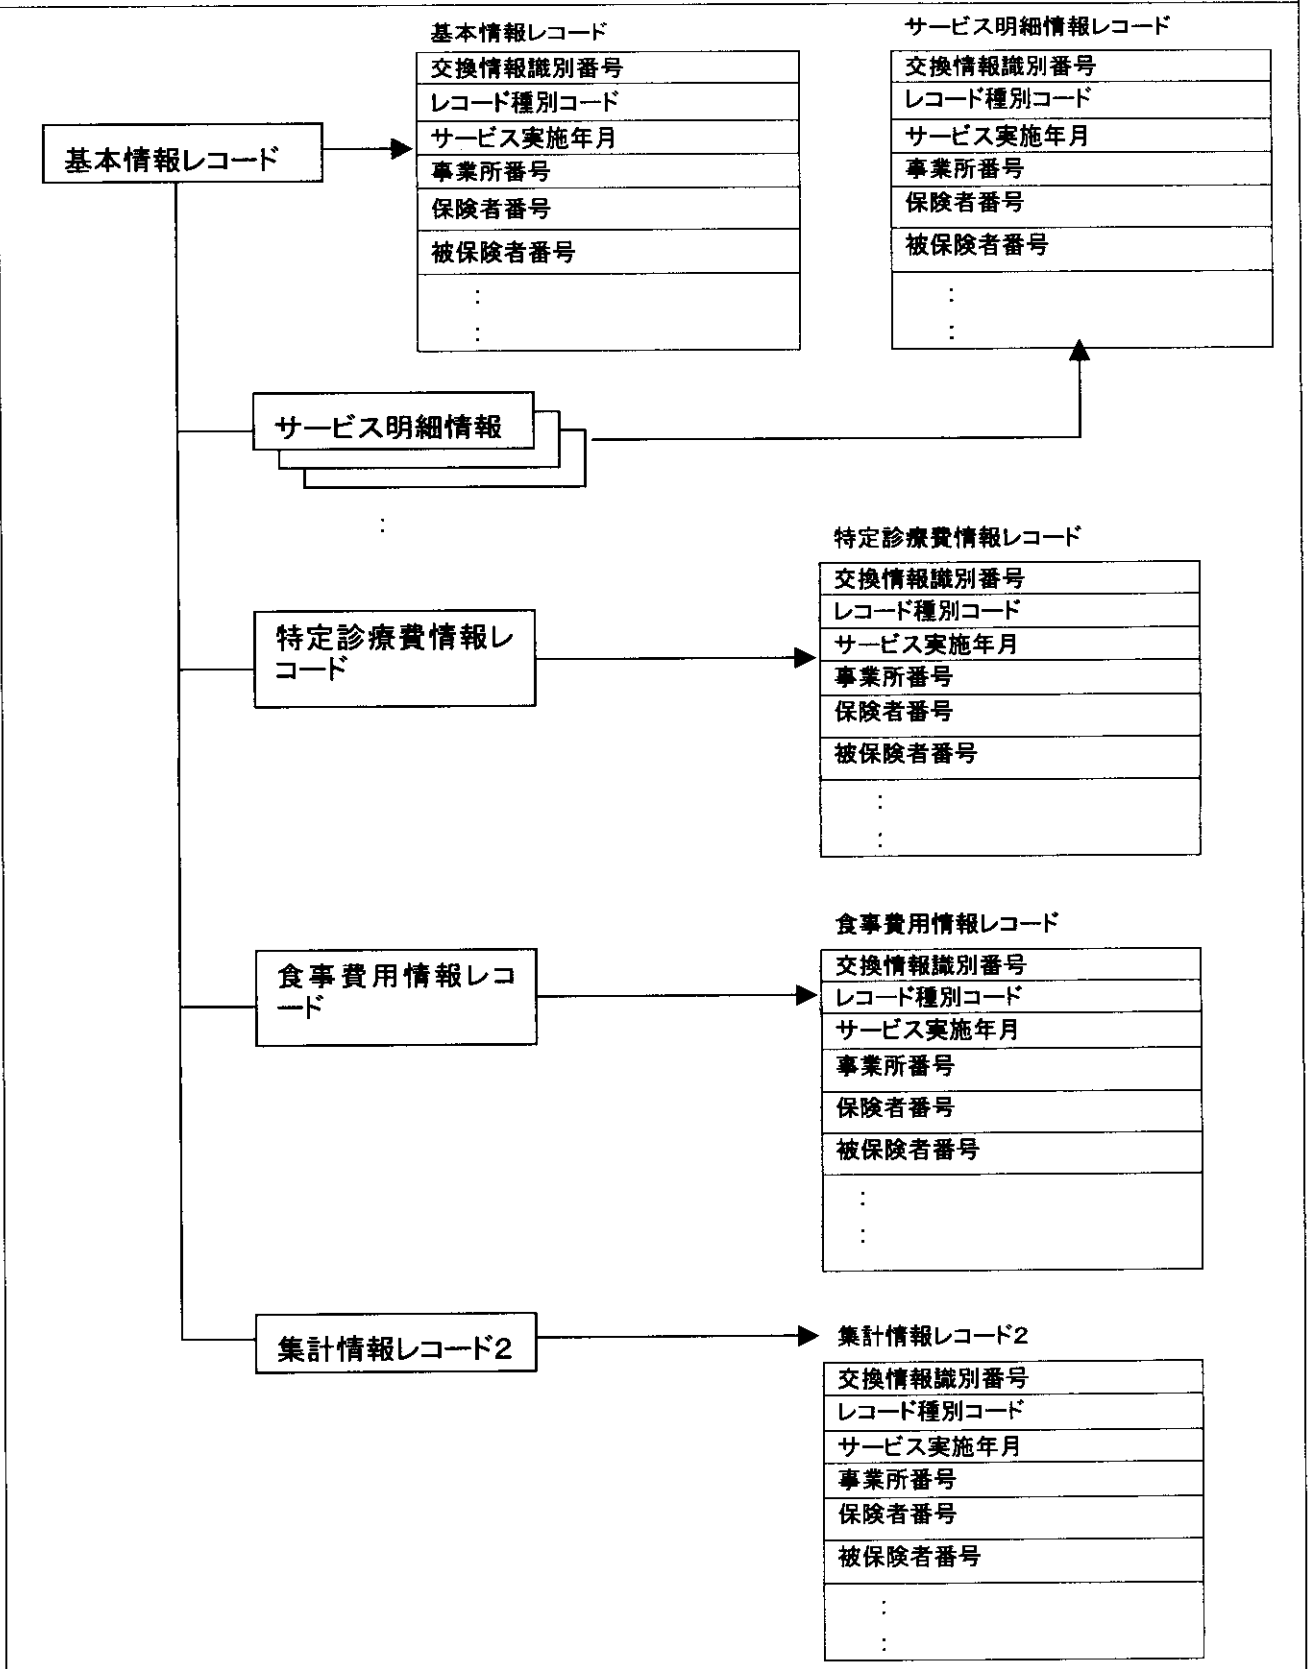 基本情報レコード
基本情報レコード
交換情報識別番号
レコード種別コード
サービス実施年月
事業所番号
保険者番号
被保険者番号
:
:
サービス明細情報レコード
交換情報識別番号
レコード種別コード
サービス実施年月
事業所番号
保険者番号
被保険者番号
:
:
サービス明細情報
:
特定診療費情報レ
コード
特定診療費情報レコード
交換情報識別番号
レコード種別コード
サービス実施年月
事業所番号
保険者番号
被保険者番号
:
:
食事費用情報レコ
ード
食事費用情報レコード
交換情報識別番号
レコード種別コード
サービス実施年月
事業所番号
保険者番号
被保険者番号
:
:
集計情報レコード2
集計情報レコード2
交換情報識別番号
レコード種別コード
サービス実施年月
事業所番号
保険者番号
被保険者番号
:
: